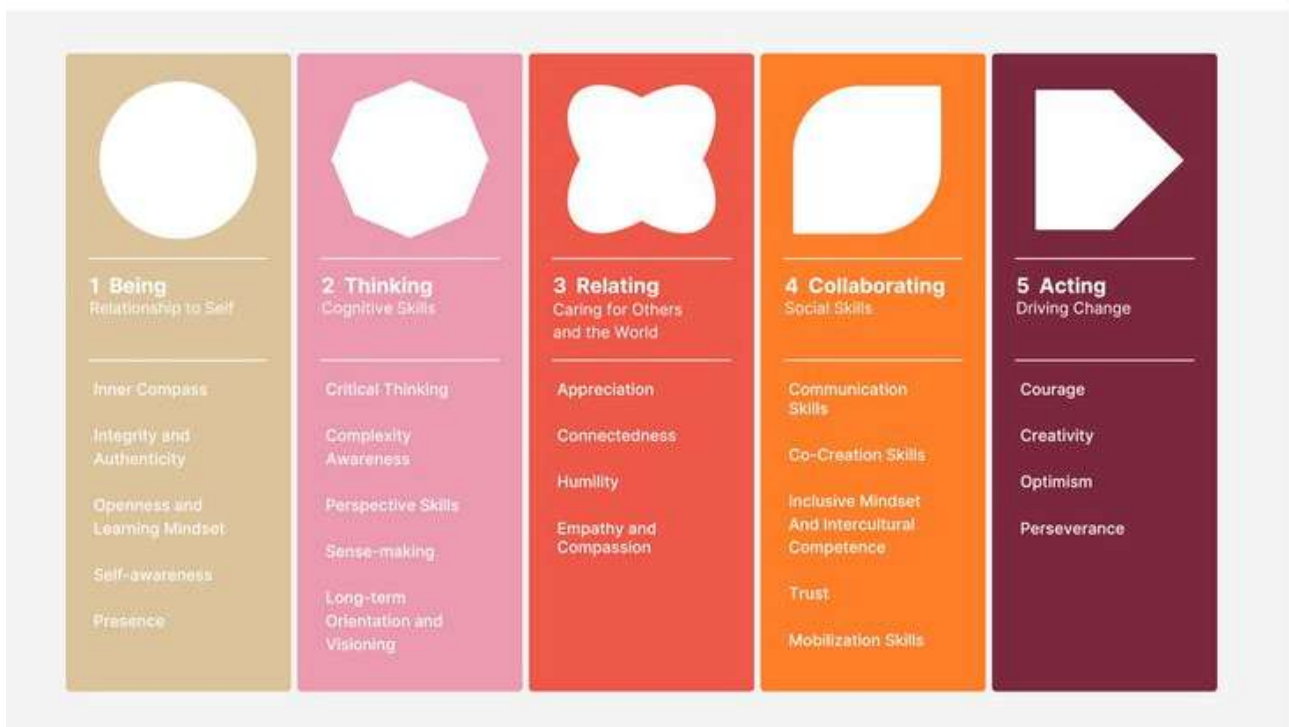 1 Being
Relationship to Self
Inner Compass
Integrity and
Authenticity
Openness and
Learning Mindset
Self-awareness
Presence
2 Thinking
Cognitive Skills
Critical Thinking
Complexity
Awareness
Perspective Skills
Sense-making
Long-term
Orientation and
Visioning
3 Relating
Caring for Others
and the World
Appreciation
Connectedness
Humility
Empathy and
Compassion
4 Collaborating
Social Skills
Communication
Skills
Co-Creation Skills
Inclusive Mindset
And Intercultural
Competence
Trust
Mobilization Skills
5 Acting
Driving Change
Courage
Creativity
Optimism
Perseverance